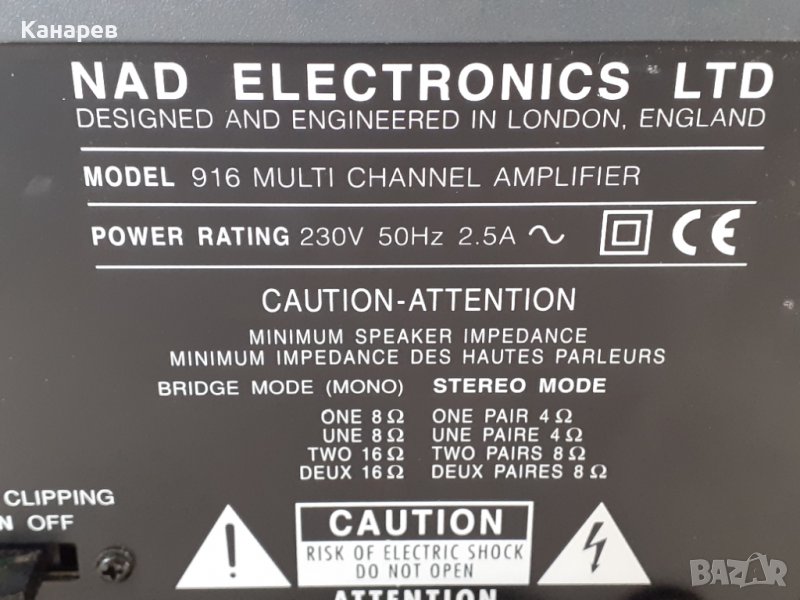 Канарев
NAD ELECTRONICS LTD
DESIGNED AND ENGINEERED IN LONDON, ENGLAND
MODEL 916 MULTI CHANNEL AMPLIFIER
POWER RATING 230V 50Hz 2.5A ∿ CE
CAUTION-ATTENTION
MINIMUM SPEAKER IMPEDANCE
MINIMUM IMPEDANCE DES HAUTES PARLEURS
BRIDGE MODE (MONO) STEREO MODE
ONE 8Ω ONE PAIR 4Ω
UNE 8Ω UNE PAIRE 4Ω
TWO 16Ω TWO PAIRS 8Ω
DEUX 16Ω DEUX PAIRES 8Ω
CLIPPING
OFF
CAUTION
RISK OF ELECTRIC SHOCK
DO NOT OPEN
ATTENTION
BAZAR